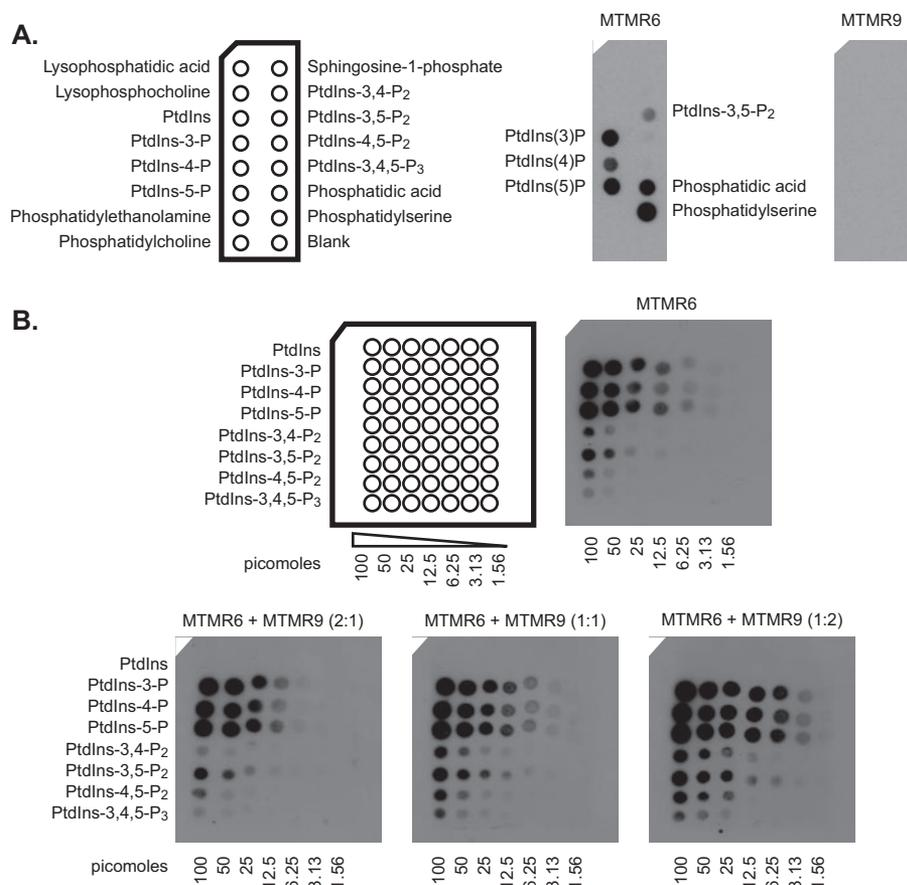 A.
MTMR6
MTMR9
Lysophosphatidic acid
Sphingosine-1-phosphate
Lysophosphocholine
PtdIns-3,4-P2
PtdIns
PtdIns-3,5-P2
PtdIns-3-P
PtdIns-4,5-P2
PtdIns-4-P
PtdIns-3,4,5-P3
PtdIns-5-P
Phosphatidic acid
Phosphatidylethanolamine
Phosphatidylserine
Phosphatidylcholine
Blank
PtdIns-3,5-P2
PtdIns(3)P
PtdIns(4)P
PtdIns(5)P
Phosphatidic acid
Phosphatidylserine
B.
MTMR6
PtdIns
PtdIns-3-P
PtdIns-4-P
PtdIns-5-P
PtdIns-3,4-P2
PtdIns-3,5-P2
PtdIns-4,5-P2
PtdIns-3,4,5-P3
picomoles
100 50 25 12.5 6.25 3.13 1.56
100 50 25 12.5 6.25 3.13 1.56
MTMR6 + MTMR9 (2:1)
MTMR6 + MTMR9 (1:1)
MTMR6 + MTMR9 (1:2)
PtdIns
PtdIns-3-P
PtdIns-4-P
PtdIns-5-P
PtdIns-3,4-P2
PtdIns-3,5-P2
PtdIns-4,5-P2
PtdIns-3,4,5-P3
picomoles
100 50 25 12.5 6.25 3.13 1.56
100 50 25 12.5 6.25 3.13 1.56
100 50 25 12.5 6.25 3.13 1.56